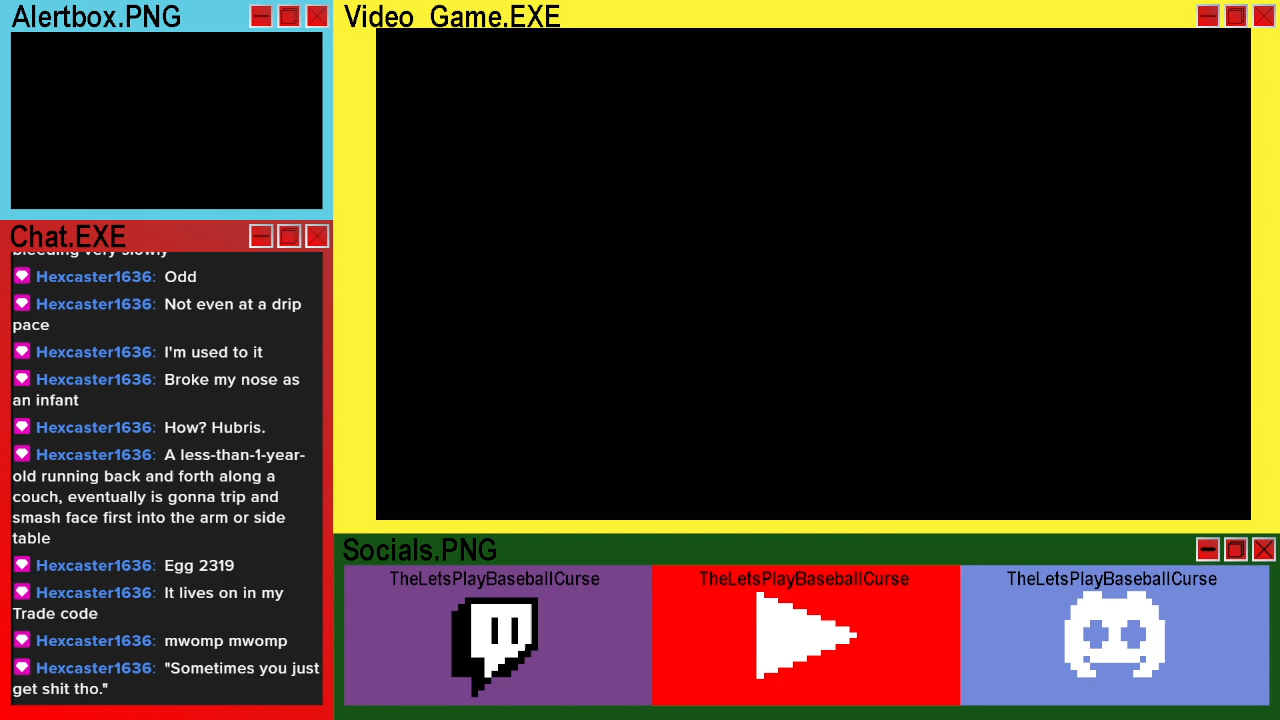 Alertbox.PNG
Video Game.EXE
Chat.EXE
bleeding very slowly
Hexcaster1636: Odd
Hexcaster1636: Not even at a drip
pace
Hexcaster1636: I'm used to it
Hexcaster1636: Broke my nose as
an infant
Hexcaster1636: How? Hubris.
Hexcaster1636: A less-than-1-year-
old running back and forth along a
couch, eventually is gonna trip and
smash face first into the arm or side
table
Hexcaster1636: Egg 2319
Hexcaster1636: It lives on in my
Trade code
Hexcaster1636: mwomp mwomp
Hexcaster1636: "Sometimes you just
get shit tho."
Socials.PNG
TheLetsPlayBaseballCurse
TheLetsPlayBaseballCurse
TheLetsPlayBaseballCurse